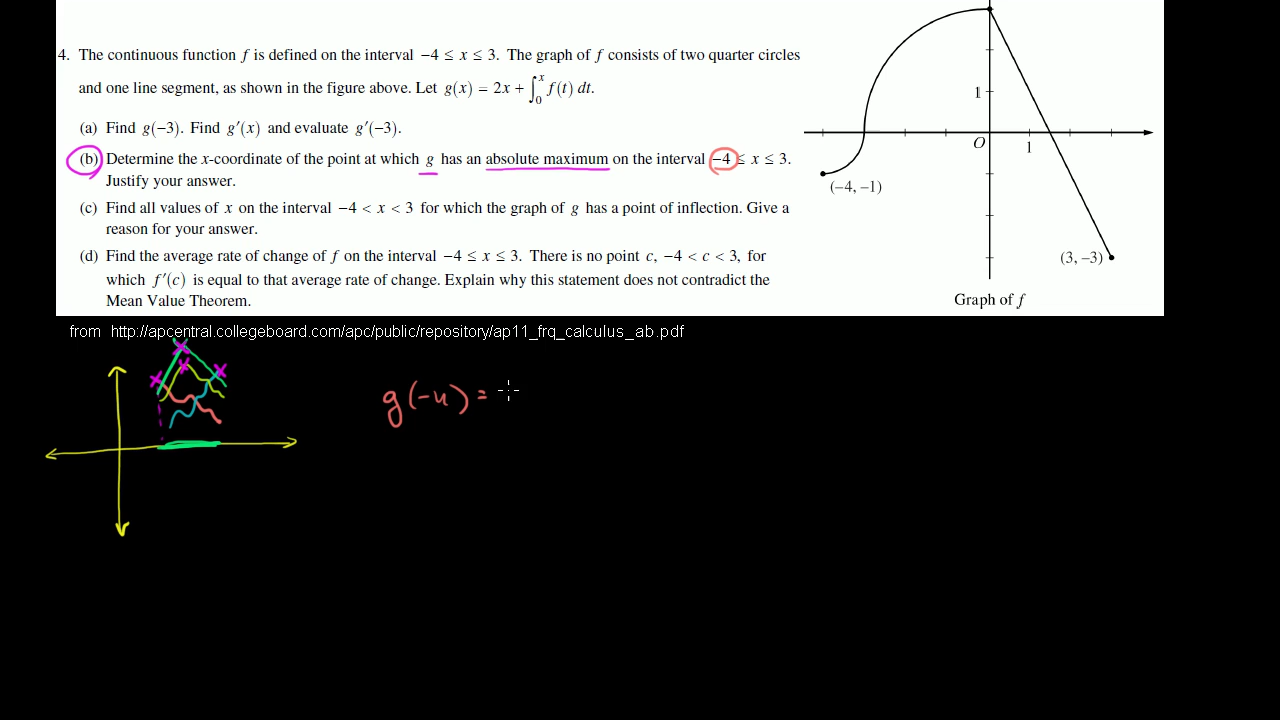 4. The continuous function f is defined on the interval −4 ≤ x ≤ 3. The graph of f consists of two quarter circles
and one line segment, as shown in the figure above. Let g(x) = 2x + ∫₀ˣ f(t) dt.
(a) Find g(−3). Find g′(x) and evaluate g′(−3).
(b) Determine the x-coordinate of the point at which g has an absolute maximum on the interval −4 ≤ x ≤ 3.
Justify your answer.
(c) Find all values of x on the interval −4 < x < 3 for which the graph of g has a point of inflection. Give a
reason for your answer.
(d) Find the average rate of change of f on the interval −4 ≤ x ≤ 3. There is no point c, −4 < c < 3, for
which f′(c) is equal to that average rate of change. Explain why this statement does not contradict the
Mean Value Theorem.
1
O
1
(−4, −1)
(3, −3)
Graph of f
from http://apcentral.collegeboard.com/apc/public/repository/ap11_frq_calculus_ab.pdf
g(-4) =